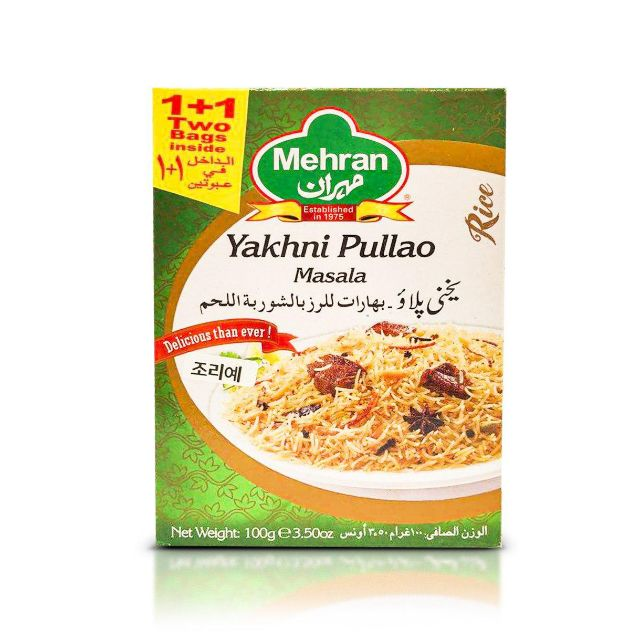 1+1
Two
Bags
inside
الداخل
في
عبوتين
1+1
Mehran
مہران
®
Established
in 1975
Rice
Yakhni Pullao
Masala
یخنی پلاؤ - بهارات للرز بالشوربة اللحم
Delicious than ever!
조리예
Net Weight: 100g ℮ 3.50oz
الوزن الصافي: ١٠٠غرام ٣،٥٠ أونس